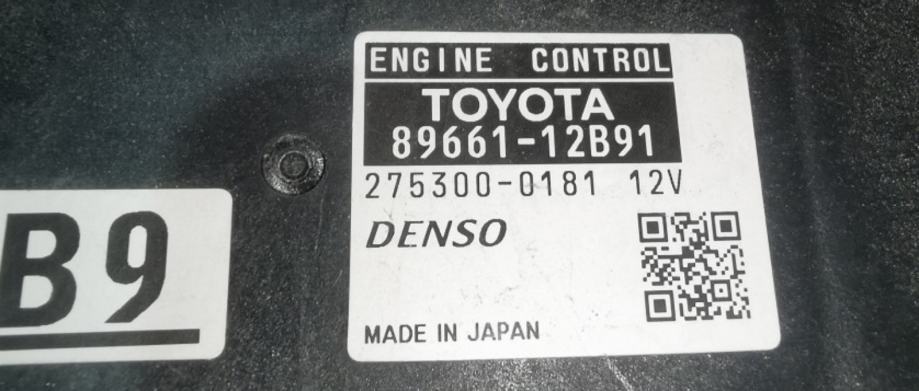 ENGINE CONTROL
TOYOTA
89661-12B91
275300-0181 12V
DENSO
MADE IN JAPAN
B9